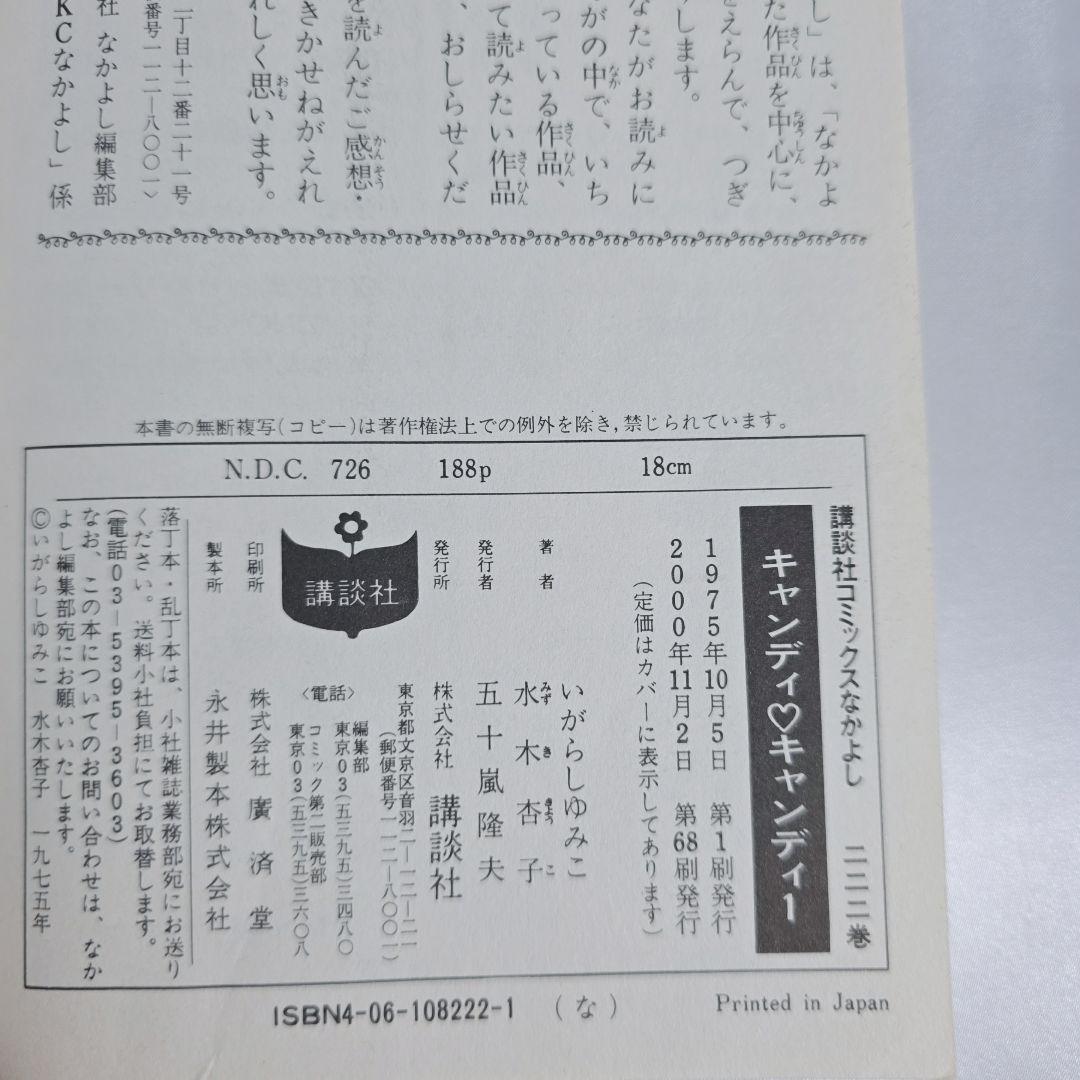 し」は、「なかよ
た作品を中心に、
えらんで、つぎ
します。
なたがお読みに
がの中で、いち
っている作品、
て読みたい作品
、おしらせくだ
を読んだご感想・
きかせねがえれ
れしく思います。
二丁目十二番二十一号
番号一一二―八〇〇一〉
社 なかよし編集部
KCなかよし」係
本書の無断複写(コピー)は著作権法上での例外を除き,禁じられています。
N.D.C. 726 188p 18cm
講談社コミックスなかよし 二二二巻
キャンディ♡キャンディ1
1975年10月5日 第1刷発行
2000年11月2日 第68刷発行
(定価はカバーに表示してあります)
著者 いがらしゆみこ
水木杏子
発行者 五十嵐隆夫
発行所 株式会社 講談社
東京都文京区音羽二―一二―二一
(郵便番号一一二―八〇〇一)
〈電話〉
編集部
東京03(五三九五)三四八〇
コミック第二販売部
東京03(五三九五)三六〇八
講談社
印刷所 株式会社 廣済堂
製本所 永井製本株式会社
落丁本・乱丁本は、小社雑誌業務部宛にお送り
ください。送料小社負担にてお取替します。
(電話03―5395―3603)
なお、この本についてのお問い合わせは、なか
よし編集部宛にお願いいたします。
©いがらしゆみこ 水木杏子 一九七五年
ISBN4-06-108222-1 (な)
Printed in Japan